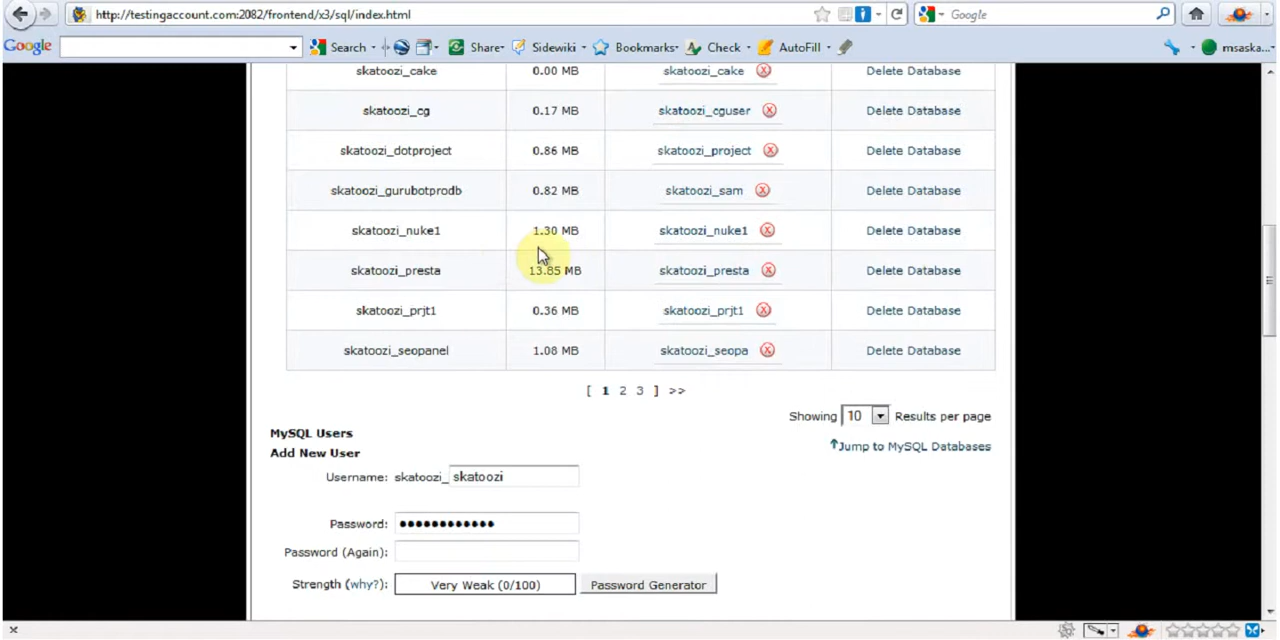 http://testingaccount.com:2082/frontend/x3/sql/index.html Google
Google Search Share Sidewiki Bookmarks Check AutoFill msaska...
skatoozi_cake 0.00 MB skatoozi_cake Delete Database
skatoozi_cg 0.17 MB skatoozi_cguser Delete Database
skatoozi_dotproject 0.86 MB skatoozi_project Delete Database
skatoozi_gurubotprodb 0.82 MB skatoozi_sam Delete Database
skatoozi_nuke1 1.30 MB skatoozi_nuke1 Delete Database
skatoozi_presta 13.85 MB skatoozi_presta Delete Database
skatoozi_prjt1 0.36 MB skatoozi_prjt1 Delete Database
skatoozi_seopanel 1.08 MB skatoozi_seopa Delete Database
[ 1 2 3 ] >>
Showing 10 Results per page
MySQL Users
Jump to MySQL Databases
Add New User
Username: skatoozi_ skatoozi
Password: ●●●●●●●●●●●●
Password (Again):
Strength (why?): Very Weak (0/100) Password Generator